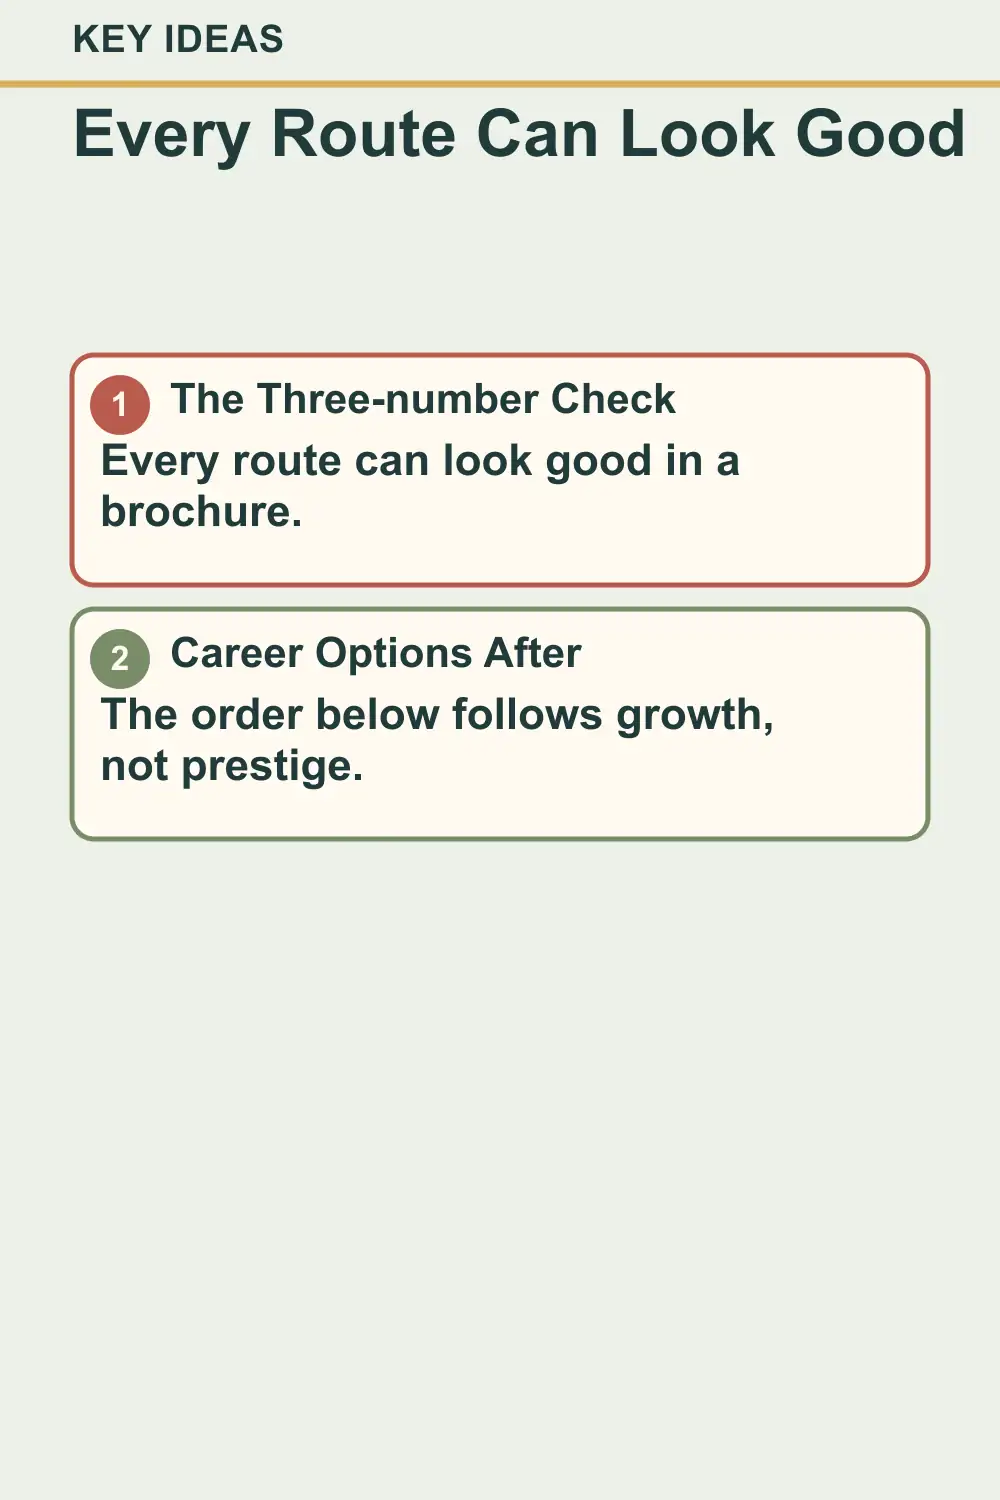 KEY IDEAS
Every Route Can Look Good
1 The Three-number Check
Every route can look good in a
brochure.
2 Career Options After
The order below follows growth,
not prestige.